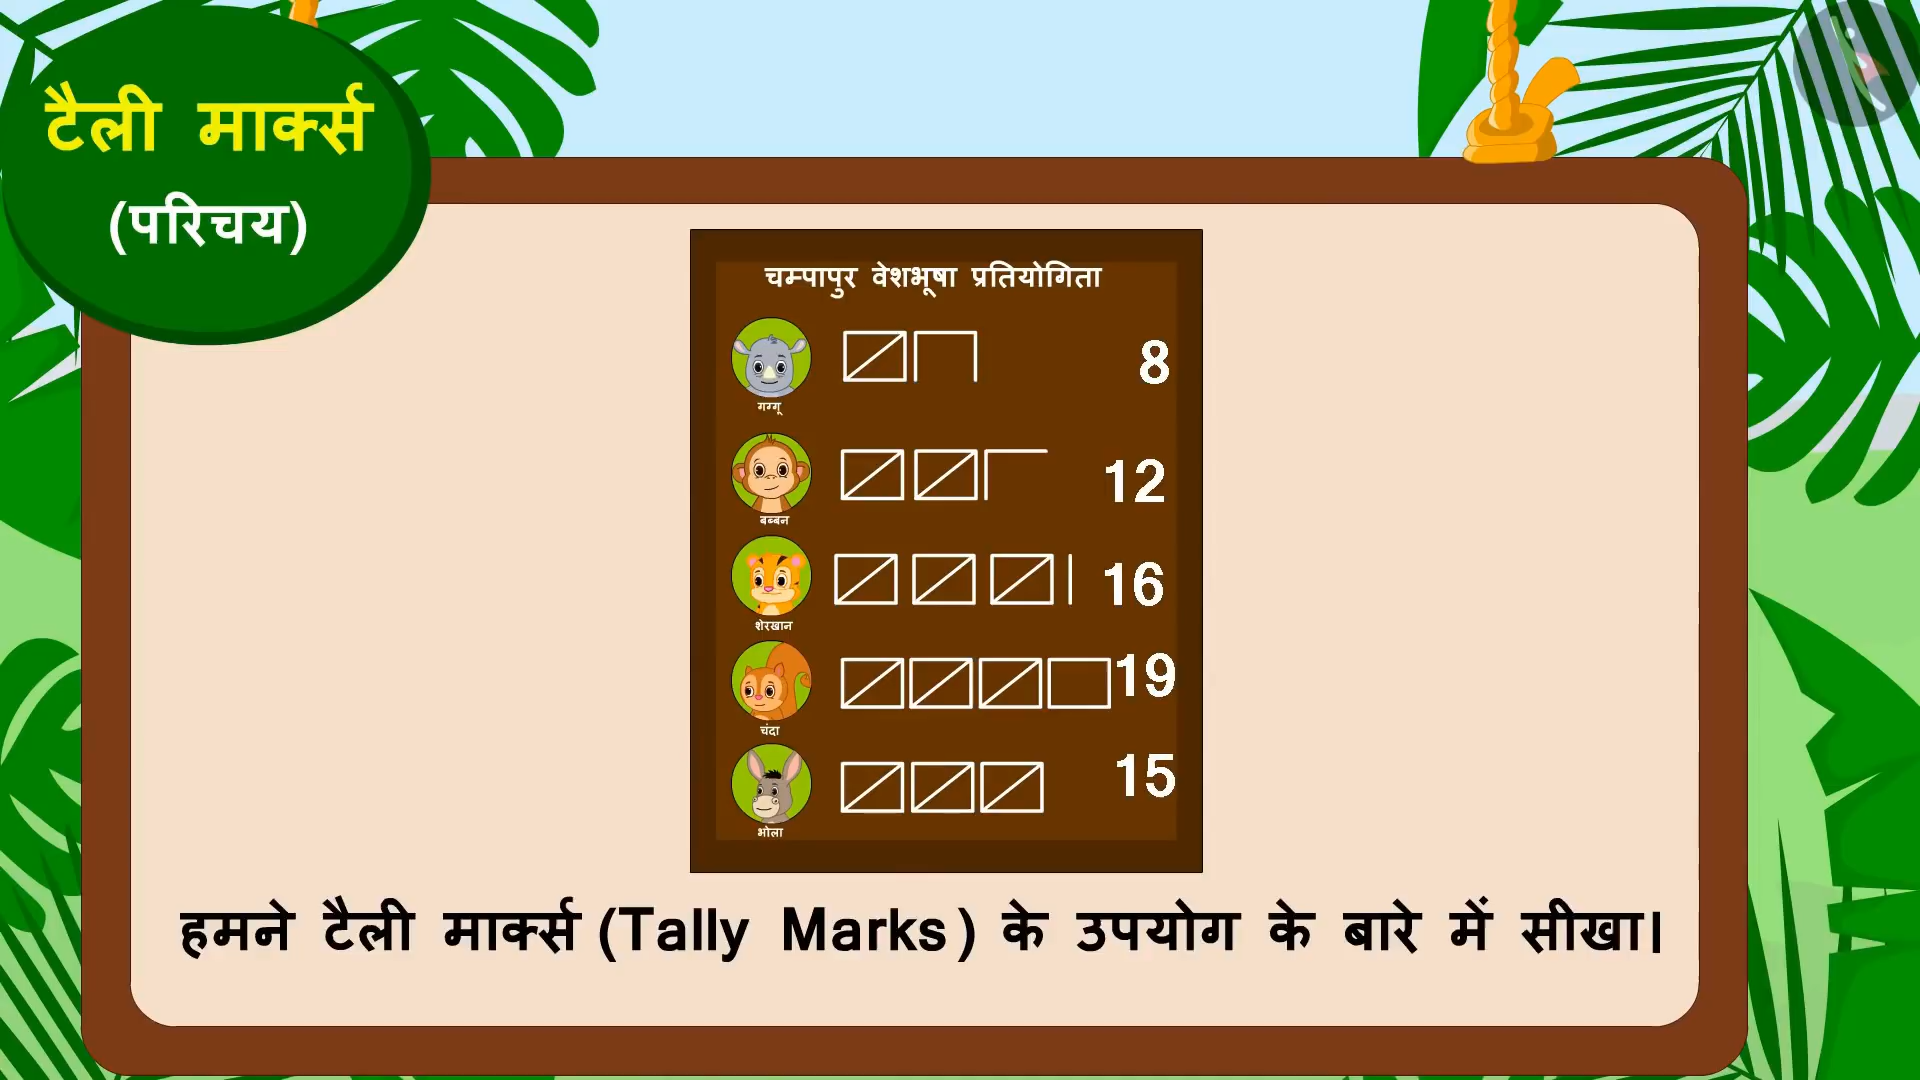 टैली मार्क्स
(परिचय)
चम्पापुर वेशभूषा प्रतियोगिता
8
गग्गू
12
बब्बन
16
शेरखान
19
चंदा
15
भोला
हमने टैली मार्क्स (Tally Marks) के उपयोग के बारे में सीखा।